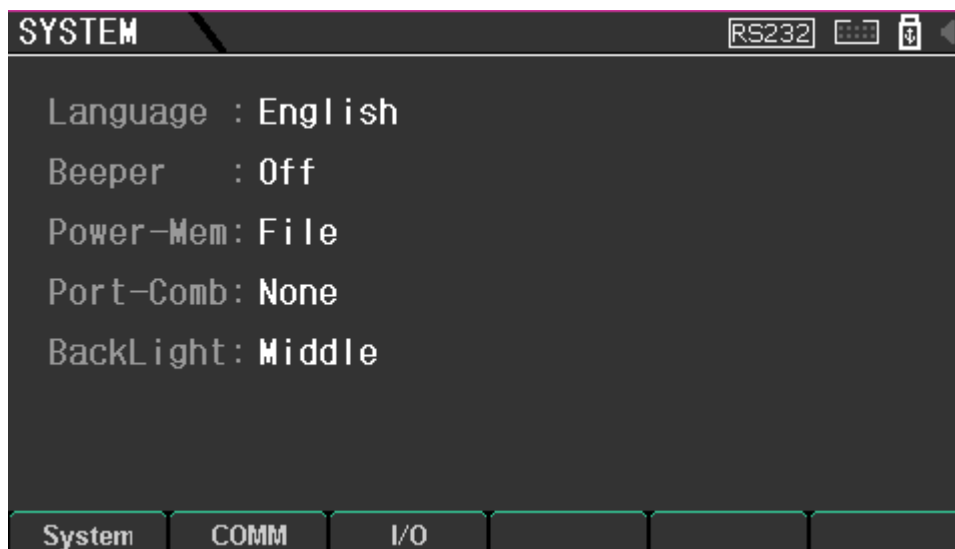 SYSTEM RS232
Language : English
Beeper : Off
Power-Mem: File
Port-Comb: None
BackLight: Middle
System COMM I/O